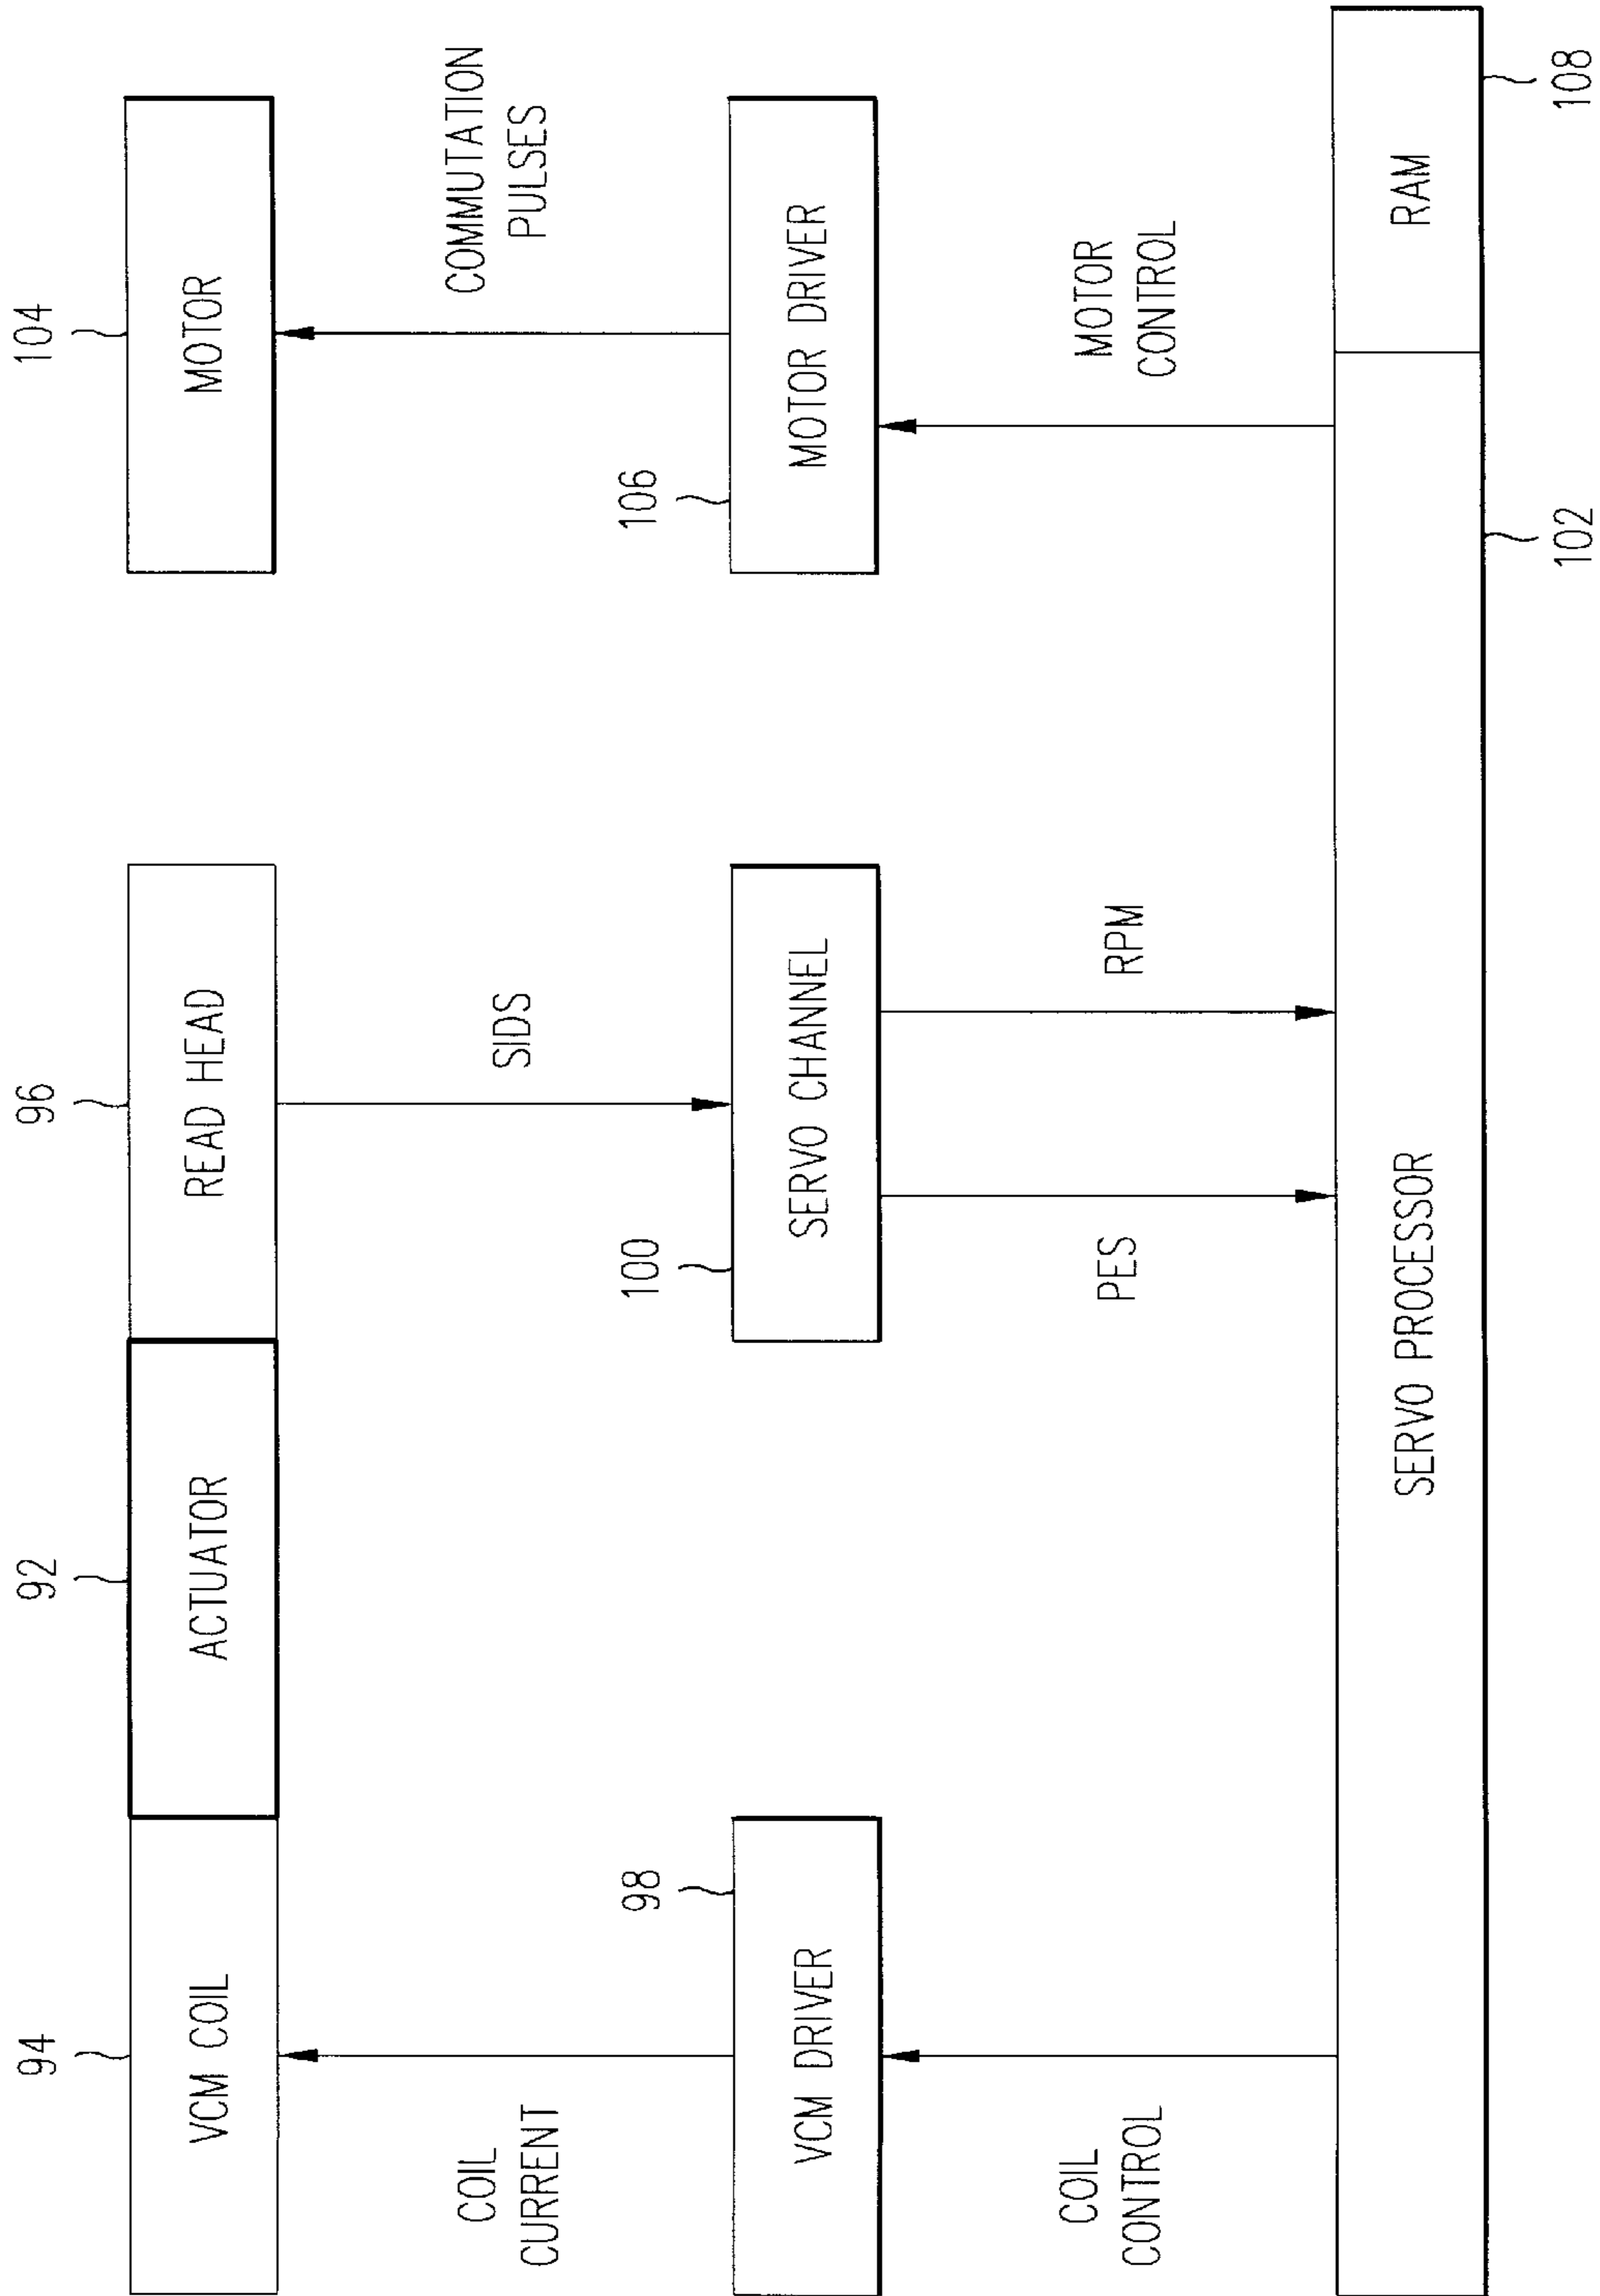 94
92
96
104
VCM COIL
ACTUATOR
READ HEAD
MOTOR
COIL
CURRENT
SIDS
COMMUTATION
PULSES
98
100
106
VCM DRIVER
SERVO CHANNEL
MOTOR DRIVER
COIL
CONTROL
PES
RPM
MOTOR
CONTROL
SERVO PROCESSOR
RAM
102
108